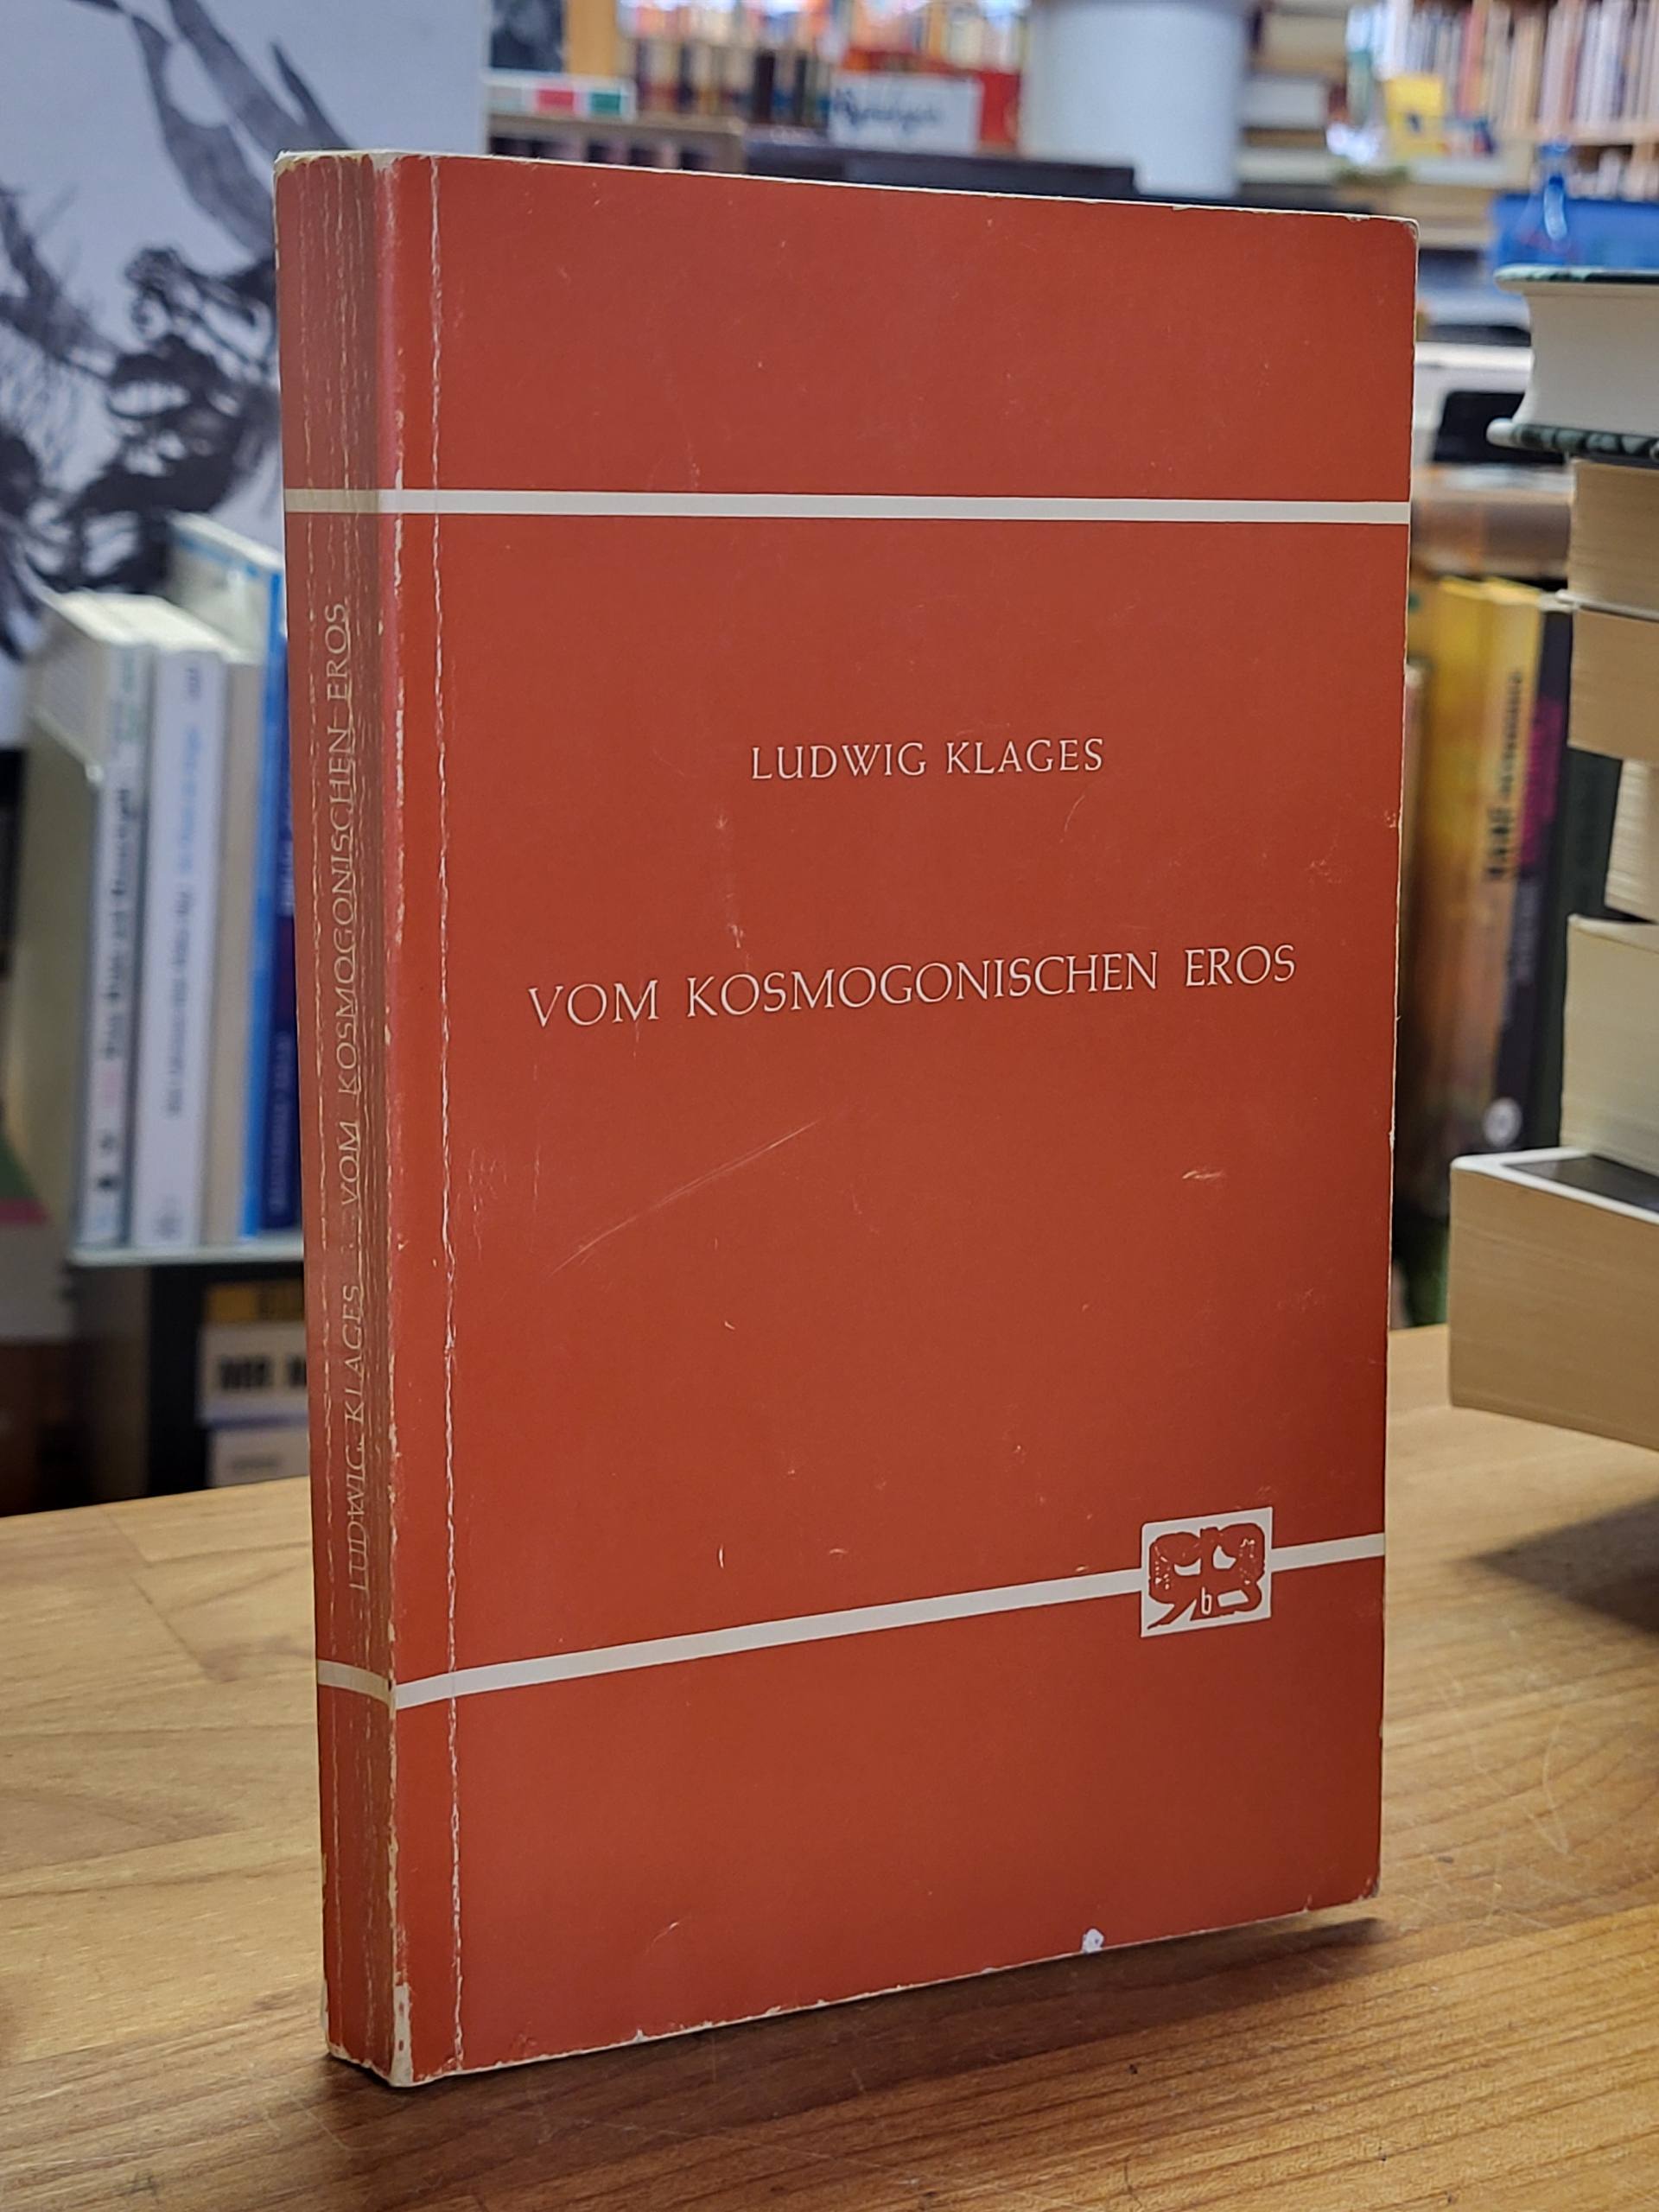 LUDWIG KLAGES
VOM KOSMOGONISCHEN EROS
b
LUDWIG KLAGES . VOM KOSMOGONISCHEN EROS